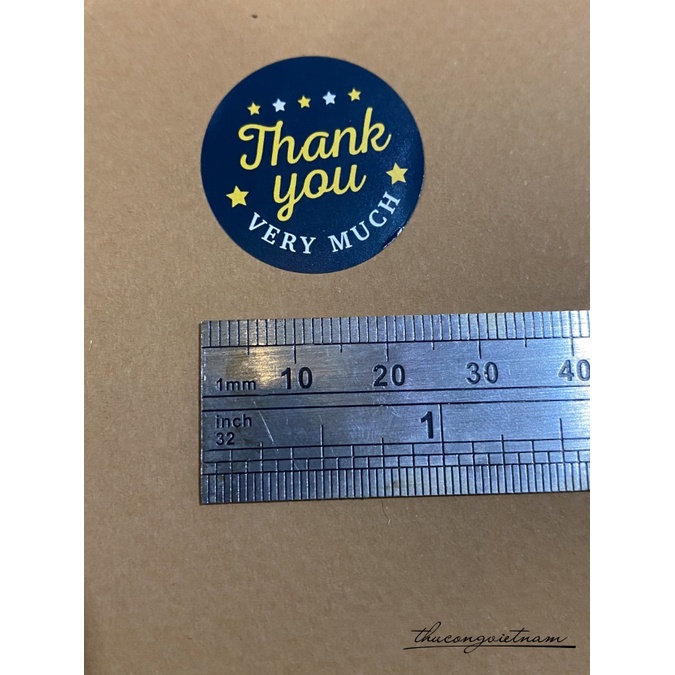 Thank
you
VERY MUCH
1mm 10 20 30 40
inch 1
32
thucongvietnam